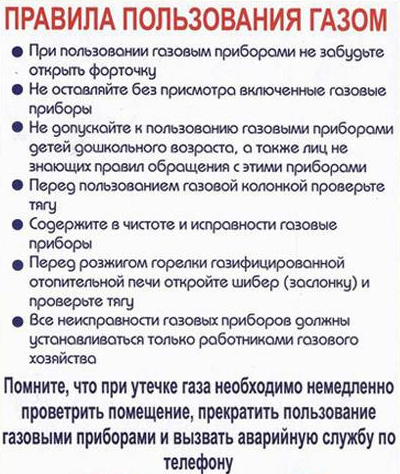 ПРАВИЛА ПОЛЬЗОВАНИЯ ГАЗОМ
● При пользовании газовым приборами не забудьте
открыть форточку
● Не оставляйте без присмотра включенные газовые
приборы
● Не допускайте к пользованию газовыми приборами
детей дошкольного возраста, а также лиц не
знающих правил обращения с этими приборами
● Перед пользованием газовой колонкой проверьте
тягу
● Содержите в чистоте и исправности газовые
приборы
● Перед розжигом горелки газифицированной
отопительной печи откройте шибер (заслонку) и
проверьте тягу
● Все неисправности газовых приборов должны
устанавливаться только работниками газового
хозяйства
Помните, что при утечке газа необходимо немедленно
проветрить помещение, прекратить пользование
газовыми приборами и вызвать аварийную службу по
телефону